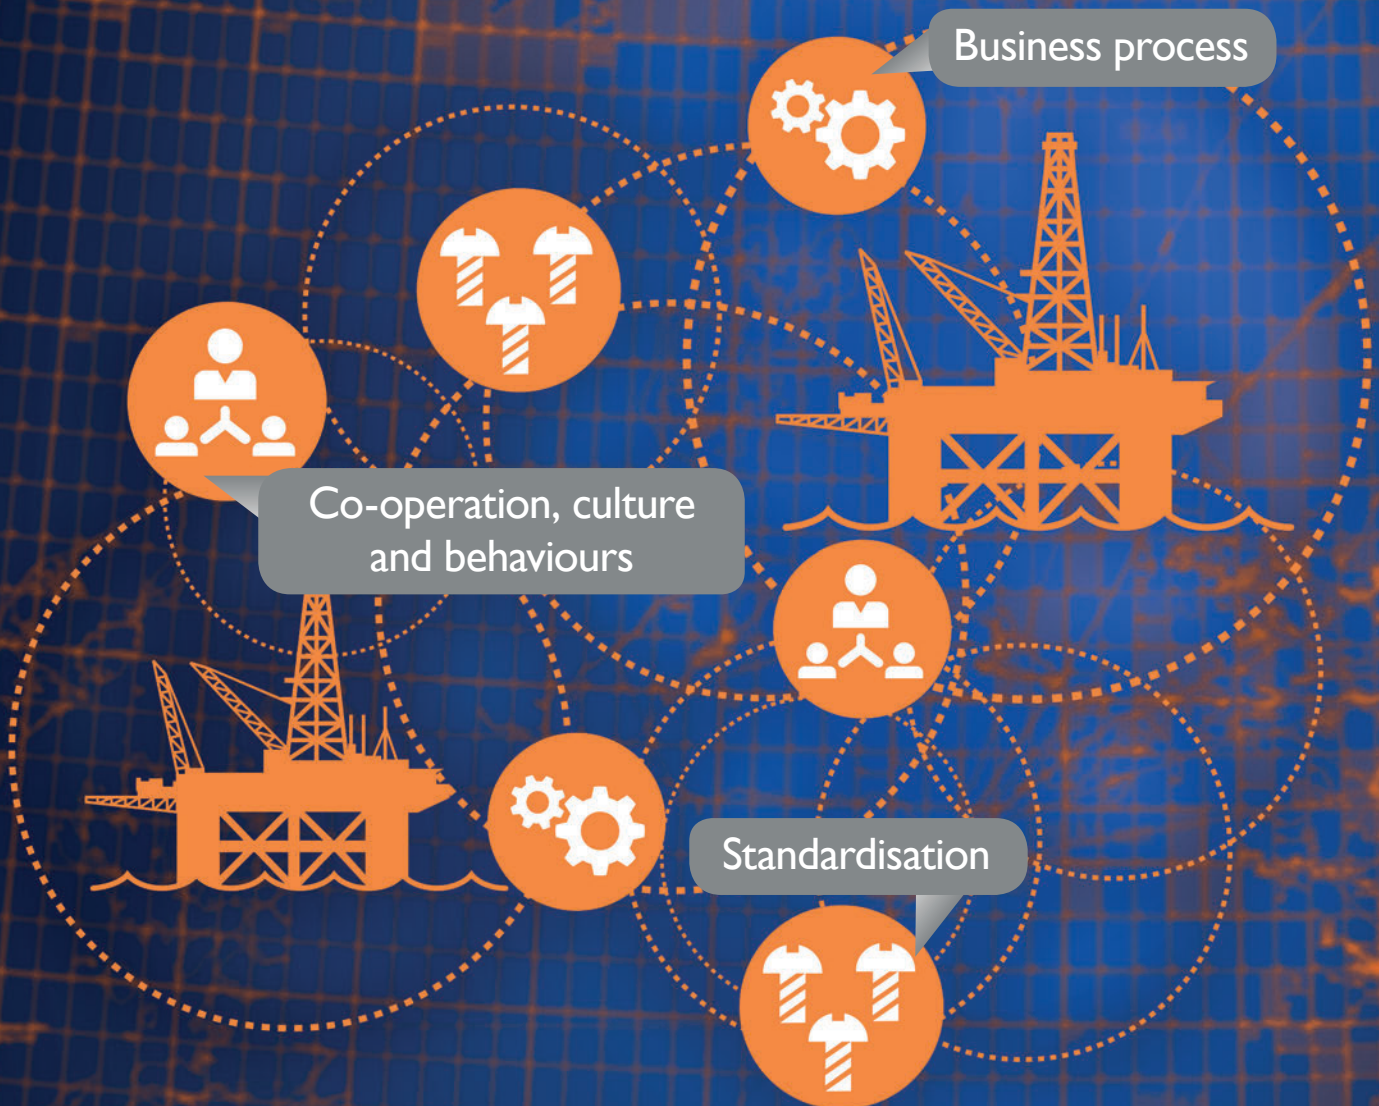 Business process
Co-operation, culture
and behaviours
Standardisation